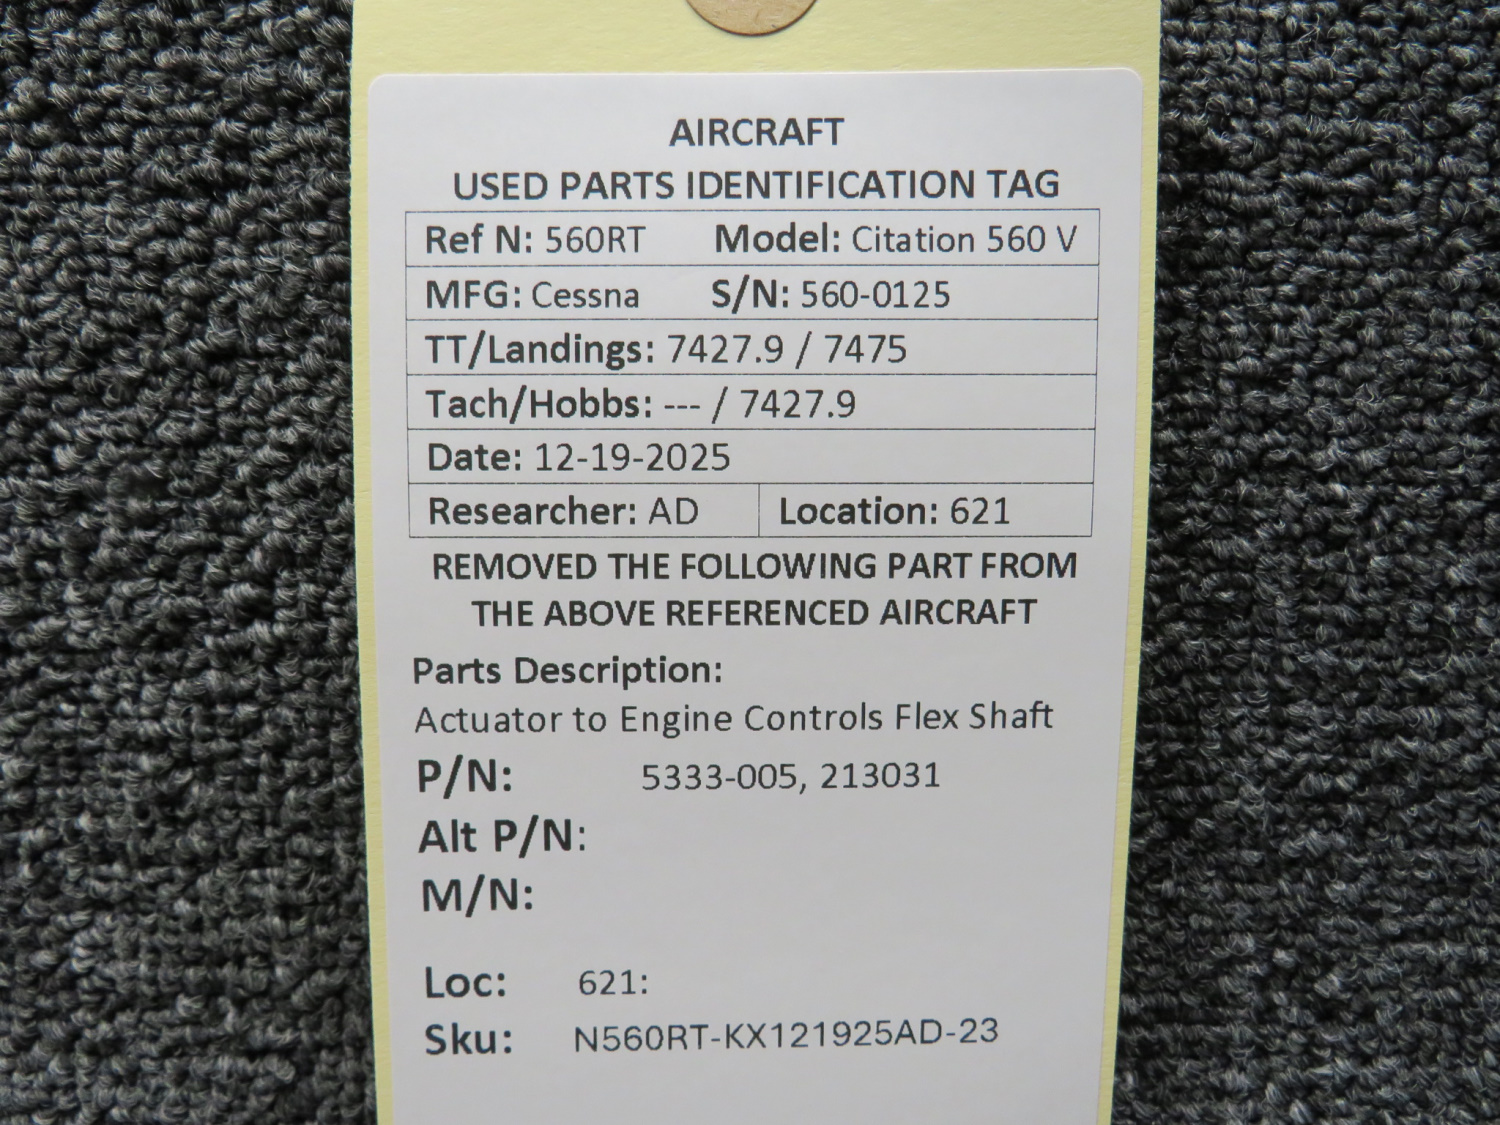 AIRCRAFT
USED PARTS IDENTIFICATION TAG
Ref N: 560RT Model: Citation 560 V
MFG: Cessna S/N: 560-0125
TT/Landings: 7427.9 / 7475
Tach/Hobbs: --- / 7427.9
Date: 12-19-2025
Researcher: AD Location: 621
REMOVED THE FOLLOWING PART FROM
THE ABOVE REFERENCED AIRCRAFT
Parts Description:
Actuator to Engine Controls Flex Shaft
P/N: 5333-005, 213031
Alt P/N:
M/N:
Loc: 621:
Sku: N560RT-KX121925AD-23